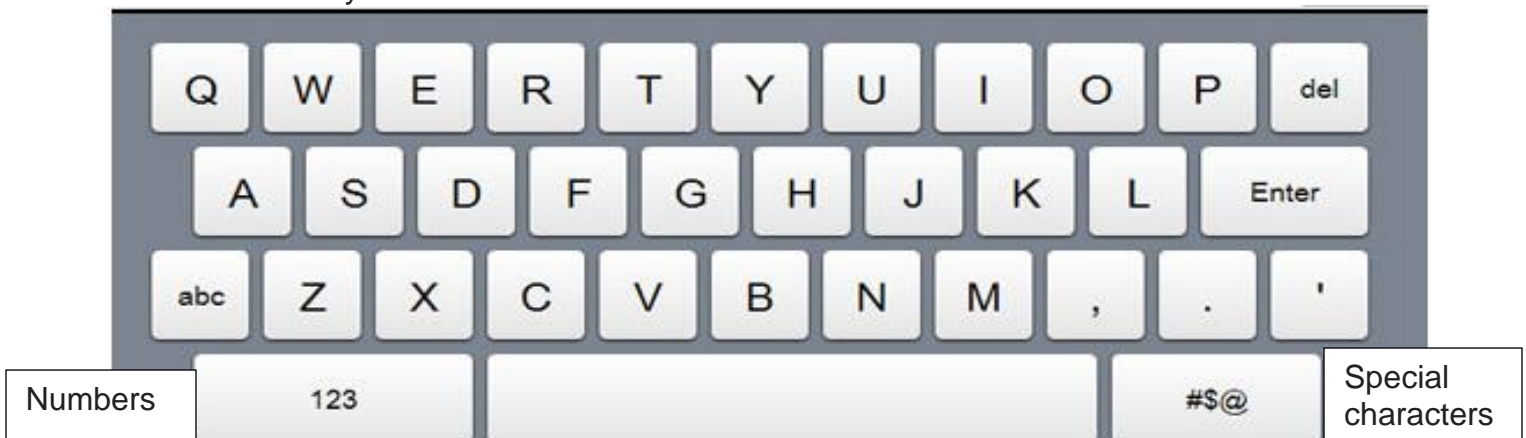 Q W E R T Y U I O P del
A S D F G H J K L Enter
abc Z X C V B N M , . '
Numbers 123 #$@ Special
characters